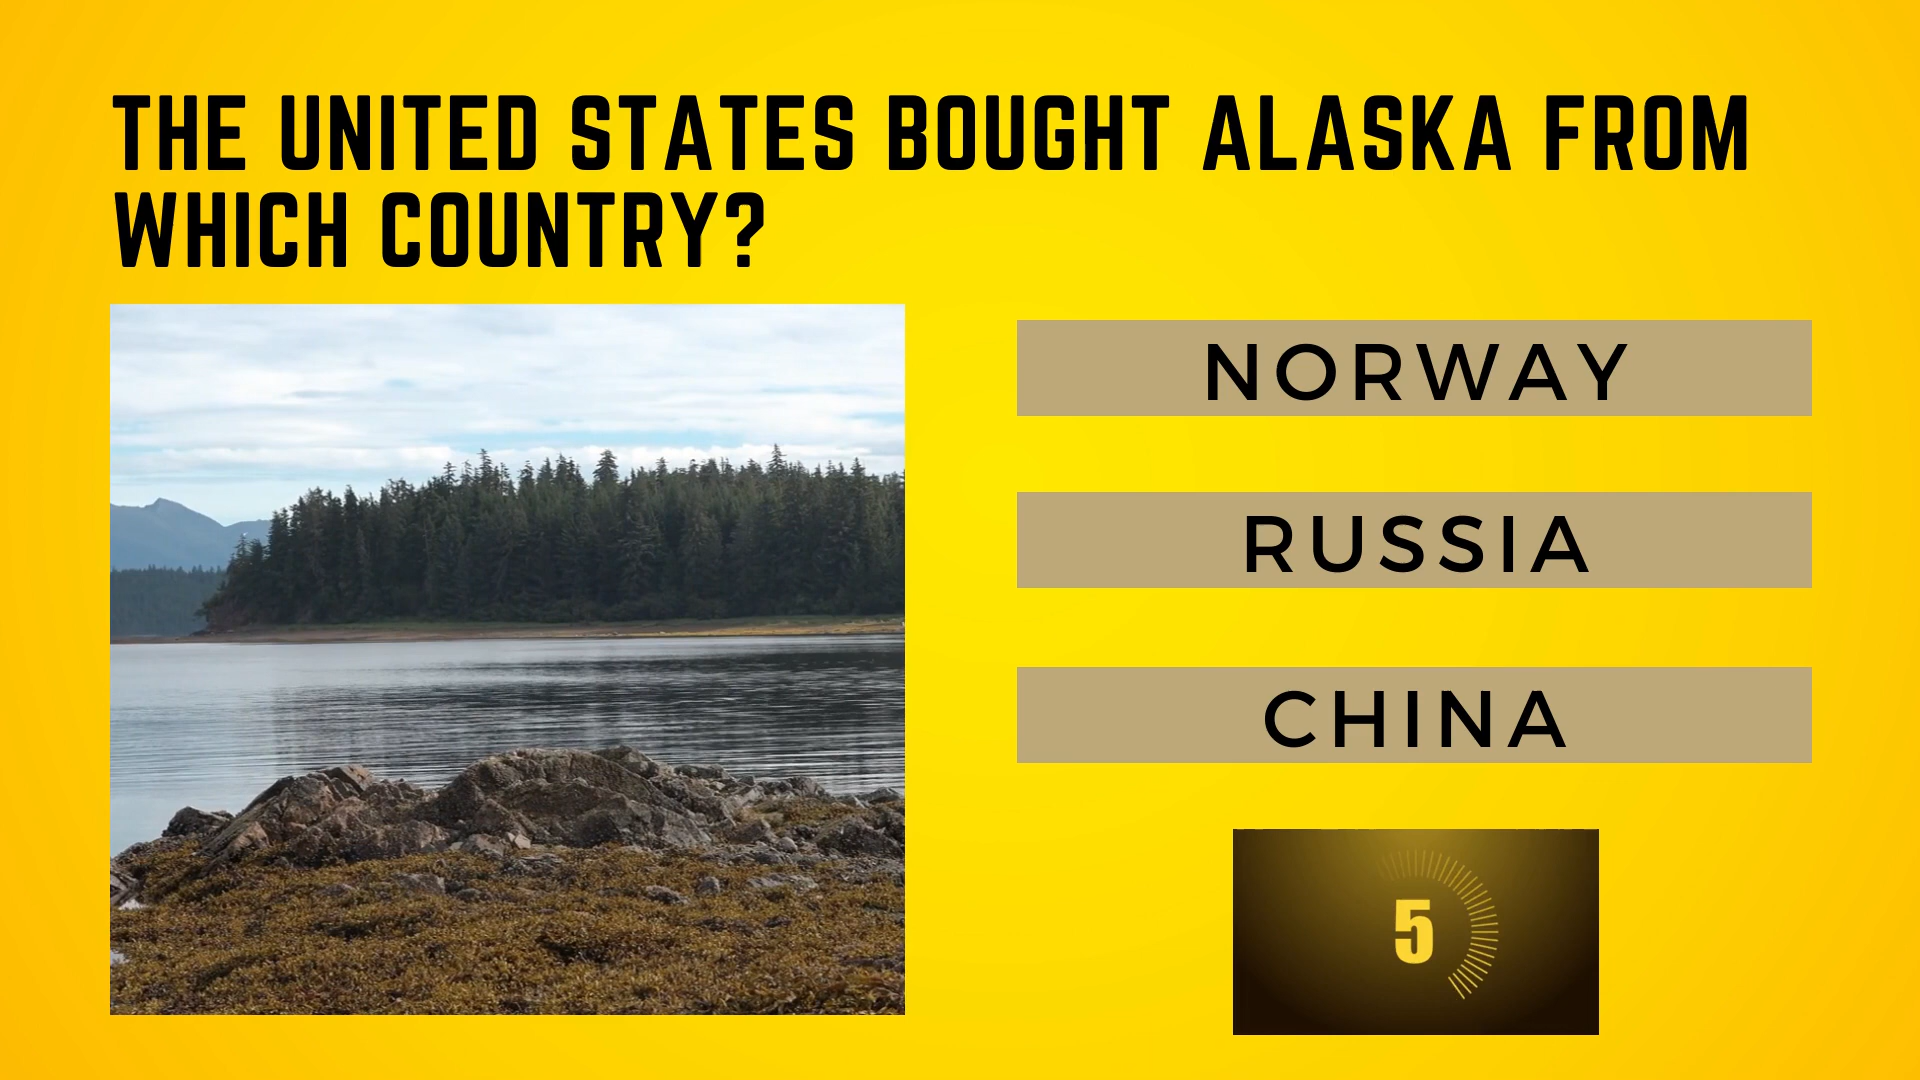 THE UNITED STATES BOUGHT ALASKA FROM
WHICH COUNTRY?
NORWAY
RUSSIA
CHINA
5